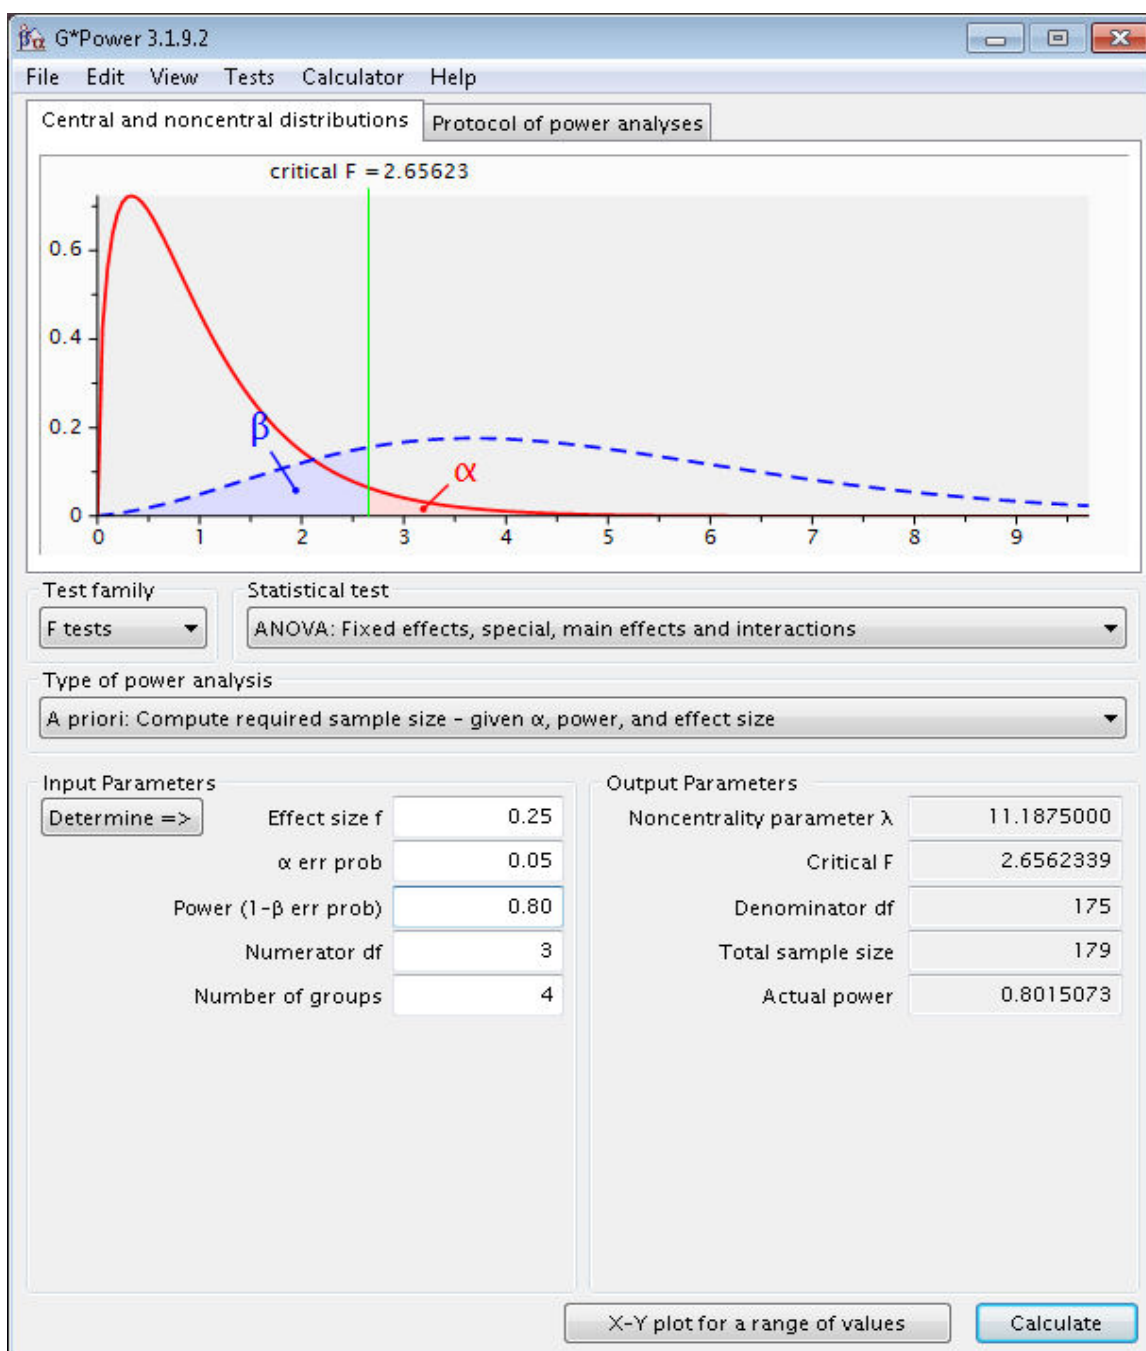 G*Power 3.1.9.2
File Edit View Tests Calculator Help
Central and noncentral distributions Protocol of power analyses
critical F = 2.65623
0.6
0.4
0.2
0
β
α
0 1 2 3 4 5 6 7 8 9
Test family Statistical test
F tests ANOVA: Fixed effects, special, main effects and interactions
Type of power analysis
A priori: Compute required sample size - given α, power, and effect size
Input Parameters Output Parameters
Determine => Effect size f 0.25 Noncentrality parameter λ 11.1875000
α err prob 0.05 Critical F 2.6562339
Power (1-β err prob) 0.80 Denominator df 175
Numerator df 3 Total sample size 179
Number of groups 4 Actual power 0.8015073
X-Y plot for a range of values Calculate